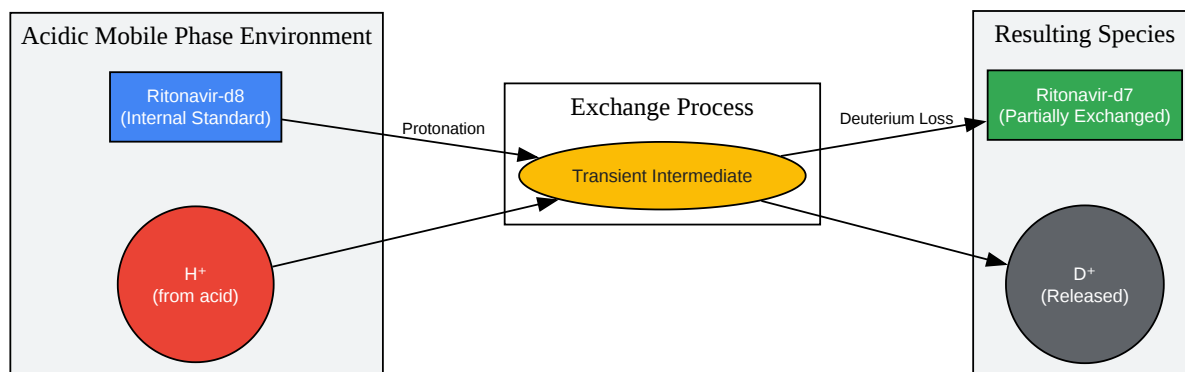 Acidic Mobile Phase Environment
Ritonavir-d8
(Internal Standard)
H⁺
(from acid)
Protonation
Exchange Process
Transient Intermediate
Deuterium Loss
Resulting Species
Ritonavir-d7
(Partially Exchanged)
D⁺
(Released)